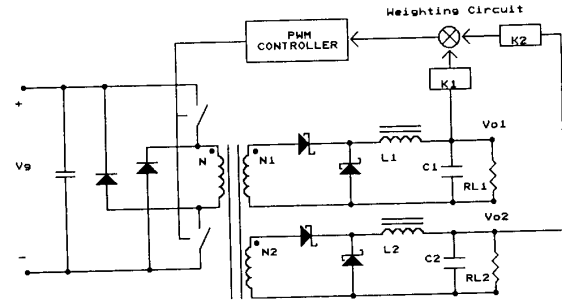 Weighting Circuit
PWM
CONTROLLER
K2
K1
+
Vo1
N
N1
L1
C1
Vg
RL1
Vo2
-
N2
L2
C2
RL2